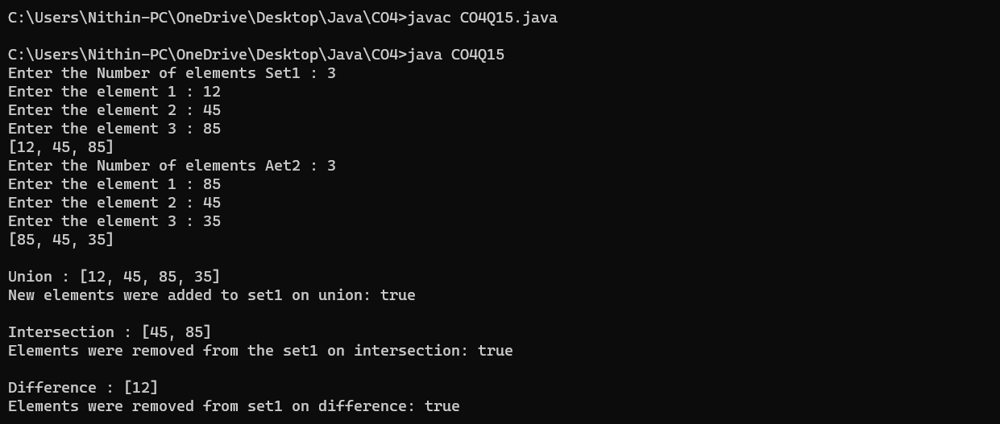 C:\Users\Nithin-PC\OneDrive\Desktop\Java\CO4>javac CO4Q15.java
C:\Users\Nithin-PC\OneDrive\Desktop\Java\CO4>java CO4Q15
Enter the Number of elements Set1 : 3
Enter the element 1 : 12
Enter the element 2 : 45
Enter the element 3 : 85
[12, 45, 85]
Enter the Number of elements Aet2 : 3
Enter the element 1 : 85
Enter the element 2 : 45
Enter the element 3 : 35
[85, 45, 35]
Union : [12, 45, 85, 35]
New elements were added to set1 on union: true
Intersection : [45, 85]
Elements were removed from the set1 on intersection: true
Difference : [12]
Elements were removed from set1 on difference: true